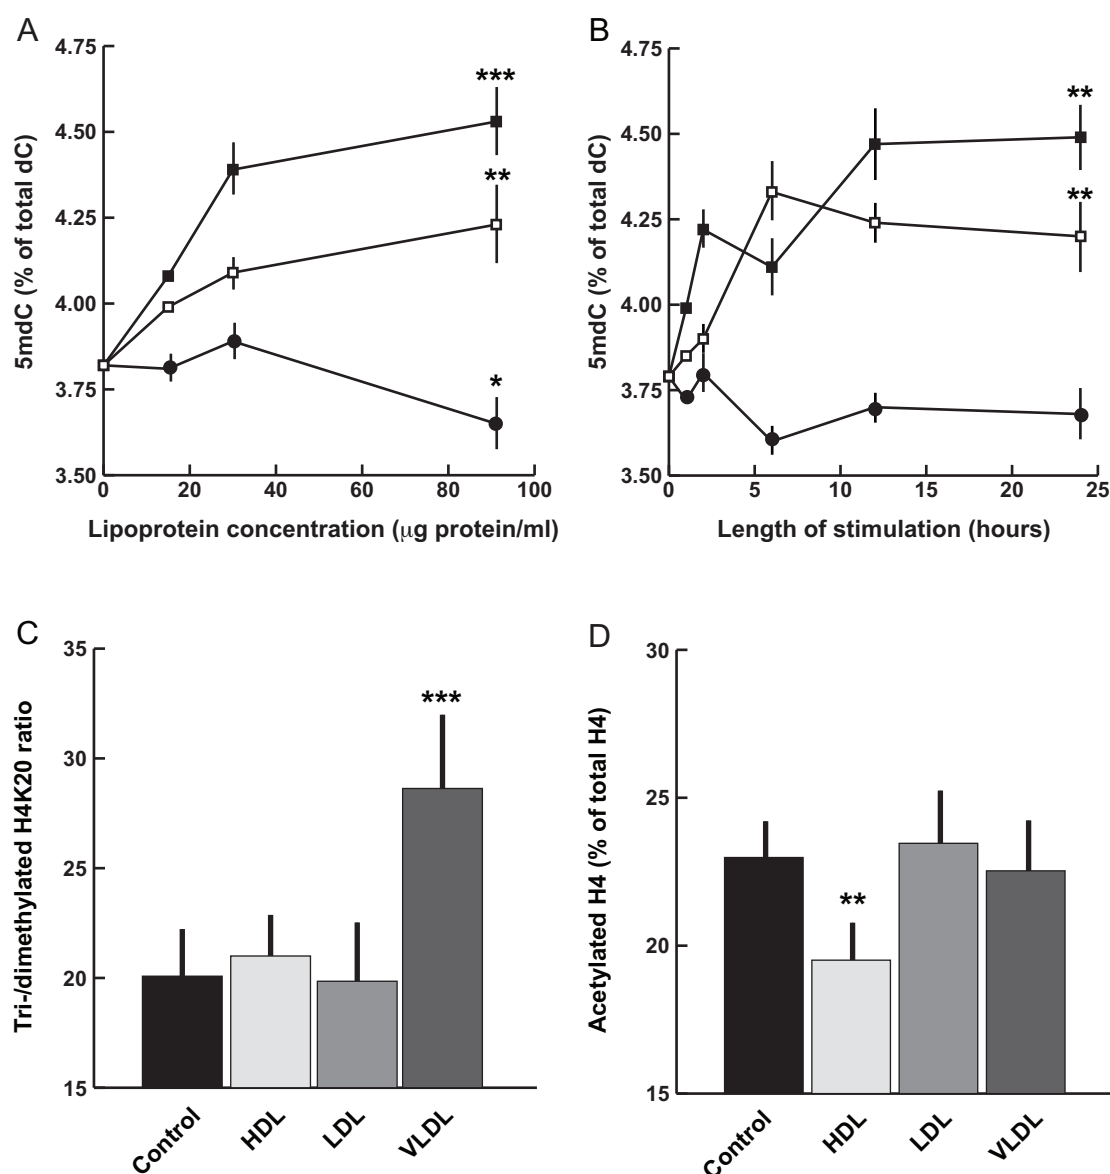 A
4.75
4.50
4.25
4.00
3.75
3.50
5mdC (% of total dC)
***
**
*
0 20 40 60 80 100
Lipoprotein concentration (μg protein/ml)
B
4.75
4.50
4.25
4.00
3.75
3.50
5mdC (% of total dC)
**
**
0 5 10 15 20 25
Length of stimulation (hours)
C
35
30
25
20
15
Tri-/dimethylated H4K20 ratio
***
Control HDL LDL VLDL
D
30
25
20
15
Acetylated H4 (% of total H4)
**
Control HDL LDL VLDL